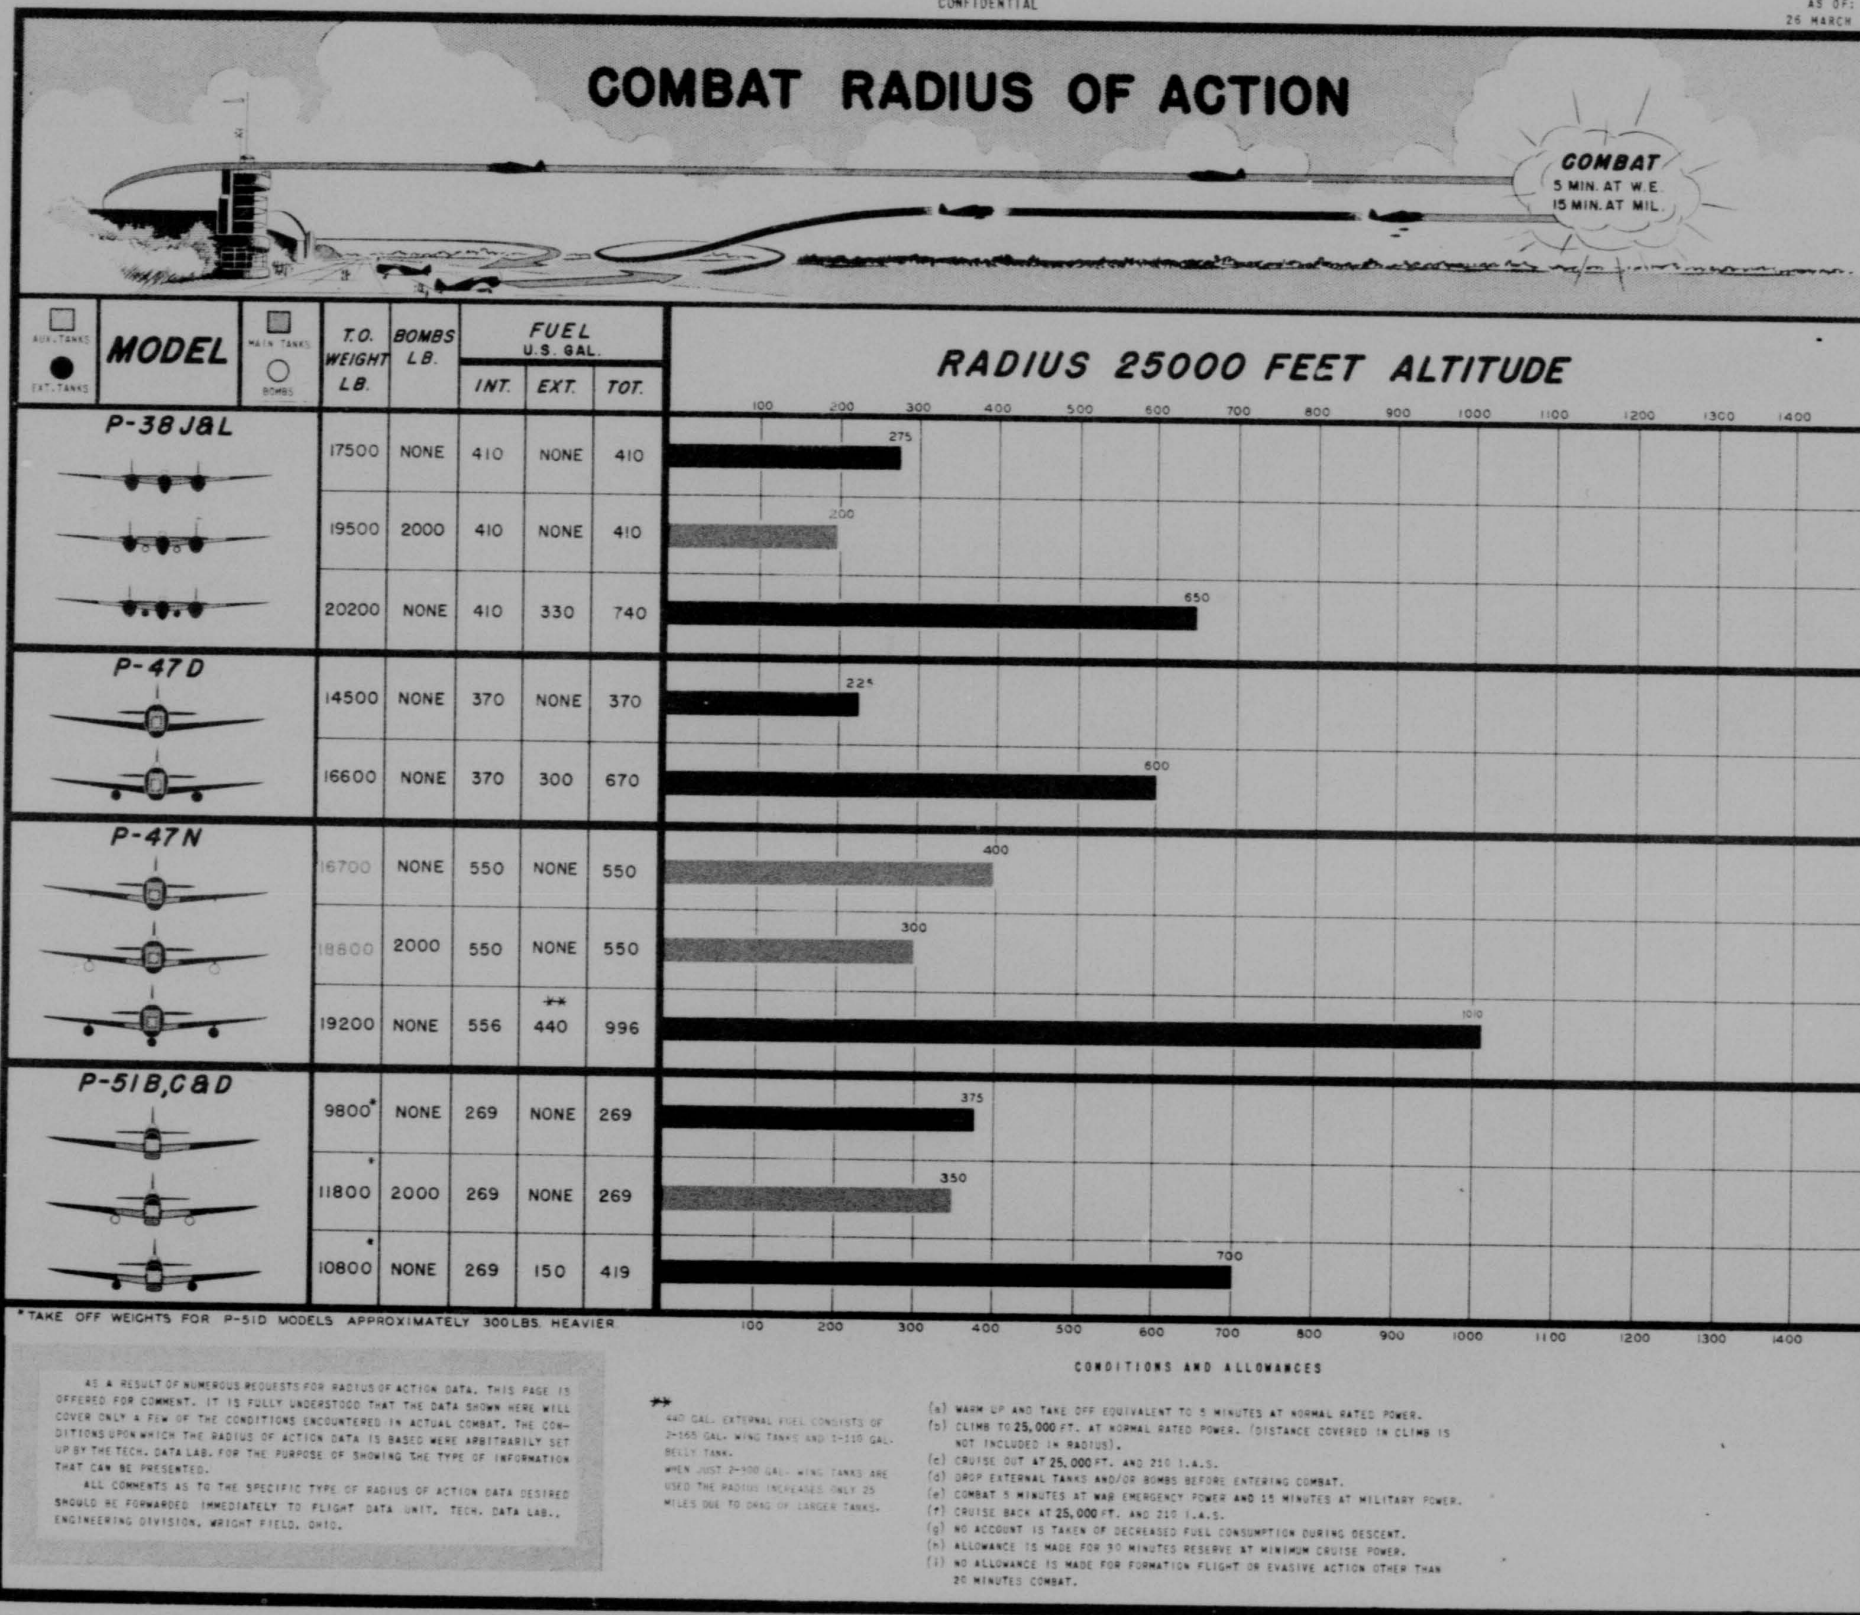 CONFIDENTIAL
AS OF:
26 MARCH
COMBAT RADIUS OF ACTION
COMBAT
5 MIN. AT W.E.
15 MIN. AT MIL.
AUX. TANKS
EXT. TANKS
MODEL
MAIN TANKS
BOMBS
T.O. WEIGHT LB.
BOMBS LB.
FUEL
U.S. GAL.
INT. EXT. TOT.
RADIUS 25000 FEET ALTITUDE
100 200 300 400 500 600 700 800 900 1000 1100 1200 1300 1400
P-38 J&L
17500 NONE 410 NONE 410 275
19500 2000 410 NONE 410 200
20200 NONE 410 330 740 650
P-47 D
14500 NONE 370 NONE 370 225
16600 NONE 370 300 670 600
P-47 N
16700 NONE 550 NONE 550 400
18800 2000 550 NONE 550 300
**
19200 NONE 556 440 996 1010
P-51 B,C&D
9800* NONE 269 NONE 269 375
*
11800 2000 269 NONE 269 350
*
10800 NONE 269 150 419 700
*TAKE OFF WEIGHTS FOR P-51D MODELS APPROXIMATELY 300LBS. HEAVIER.
100 200 300 400 500 600 700 800 900 1000 1100 1200 1300 1400
AS A RESULT OF NUMEROUS REQUESTS FOR RADIUS OF ACTION DATA, THIS PAGE IS
OFFERED FOR COMMENT. IT IS FULLY UNDERSTOOD THAT THE DATA SHOWN HERE WILL
COVER ONLY A FEW OF THE CONDITIONS ENCOUNTERED IN ACTUAL COMBAT. THE CON-
DITIONS UPON WHICH THE RADIUS OF ACTION DATA IS BASED WERE ARBITRARILY SET
UP BY THE TECH. DATA LAB. FOR THE PURPOSE OF SHOWING THE TYPE OF INFORMATION
THAT CAN BE PRESENTED.
ALL COMMENTS AS TO THE SPECIFIC TYPE OF RADIUS OF ACTION DATA DESIRED
SHOULD BE FORWARDED IMMEDIATELY TO FLIGHT DATA UNIT, TECH. DATA LAB.,
ENGINEERING DIVISION, WRIGHT FIELD, OHIO.
**
440 GAL. EXTERNAL FUEL CONSISTS OF
2-165 GAL. WING TANKS AND 1-110 GAL.
BELLY TANK.
WHEN JUST 2-300 GAL. WING TANKS ARE
USED THE RADIUS INCREASES ONLY 25
MILES DUE TO DRAG OF LARGER TANKS.
CONDITIONS AND ALLOWANCES
(a) WARM UP AND TAKE OFF EQUIVALENT TO 5 MINUTES AT NORMAL RATED POWER.
(b) CLIMB TO 25,000 FT. AT NORMAL RATED POWER. (DISTANCE COVERED IN CLIMB IS
NOT INCLUDED IN RADIUS).
(c) CRUISE OUT AT 25,000 FT. AND 210 I.A.S.
(d) DROP EXTERNAL TANKS AND/OR BOMBS BEFORE ENTERING COMBAT.
(e) COMBAT 5 MINUTES AT WAR EMERGENCY POWER AND 15 MINUTES AT MILITARY POWER.
(f) CRUISE BACK AT 25,000 FT. AND 210 I.A.S.
(g) NO ACCOUNT IS TAKEN OF DECREASED FUEL CONSUMPTION DURING DESCENT.
(h) ALLOWANCE IS MADE FOR 30 MINUTES RESERVE AT MINIMUM CRUISE POWER.
(i) NO ALLOWANCE IS MADE FOR FORMATION FLIGHT OR EVASIVE ACTION OTHER THAN
20 MINUTES COMBAT.